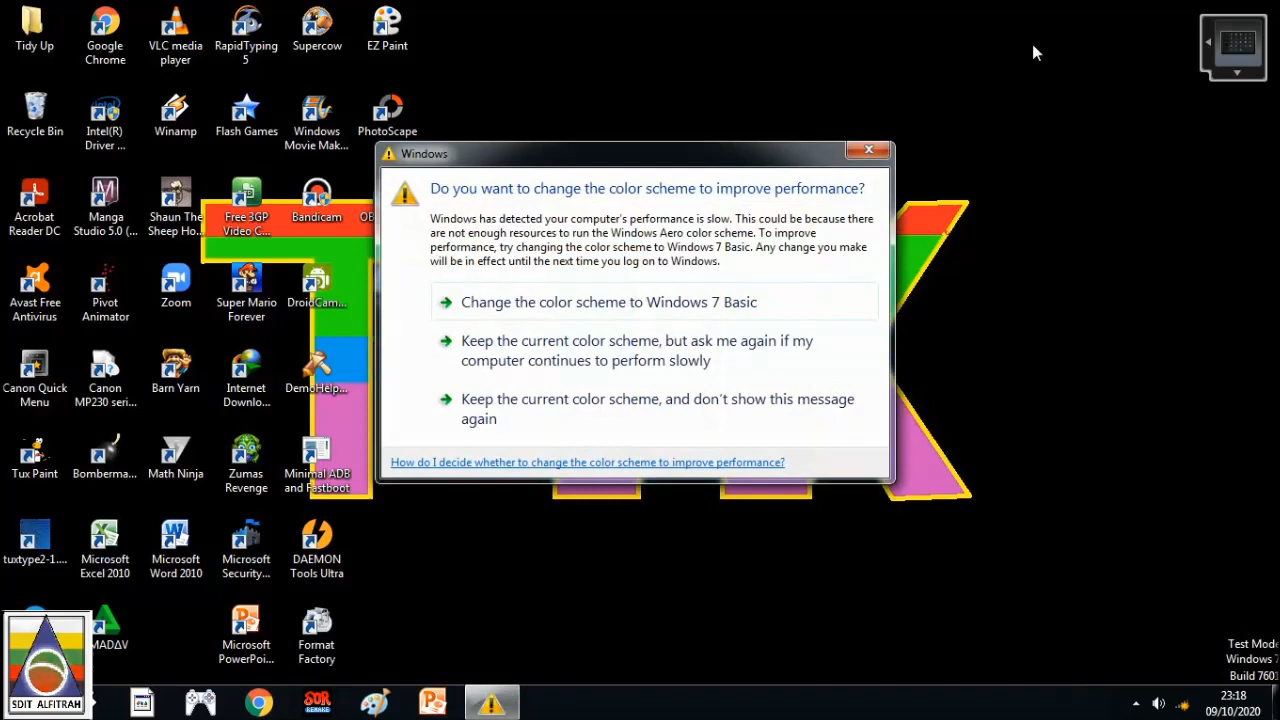 Tidy Up
Google
Chrome
VLC media
player
RapidTyping
5
Supercow
EZ Paint
Recycle Bin
Intel(R)
Driver ...
Winamp
Flash Games
Windows
Movie Mak...
PhotoScape
Acrobat
Reader DC
Manga
Studio 5.0 (...
Shaun The
Sheep Ho...
Free 3GP
Video C...
Bandicam
OB
Avast Free
Antivirus
Pivot
Animator
Zoom
Super Mario
Forever
DroidCam...
Canon Quick
Menu
Canon
MP230 seri...
Barn Yarn
Internet
Downlo...
DemoHelp...
Tux Paint
Bomberma...
Math Ninja
Zumas
Revenge
Minimal ADB
and Fastboot
tuxtype2-1....
Microsoft
Excel 2010
Microsoft
Word 2010
Microsoft
Security...
DAEMON
Tools Ultra
Microsoft
PowerPoi...
Format
Factory
Windows
Do you want to change the color scheme to improve performance?
Windows has detected your computer's performance is slow. This could be because there
are not enough resources to run the Windows Aero color scheme. To improve
performance, try changing the color scheme to Windows 7 Basic. Any change you make
will be in effect until the next time you log on to Windows.
Change the color scheme to Windows 7 Basic
Keep the current color scheme, but ask me again if my
computer continues to perform slowly
Keep the current color scheme, and don't show this message
again
How do I decide whether to change the color scheme to improve performance?
SDIT ALFITRAH
SOR
REMAKE
Test Mode
Windows 7
Build 7601
23:18
09/10/2020